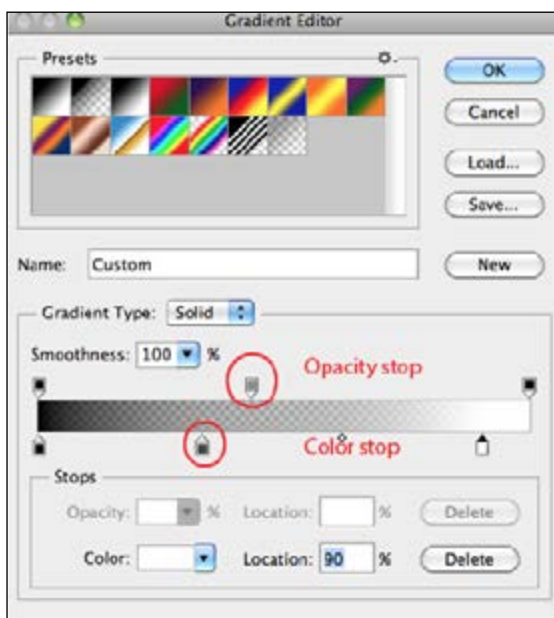 Gradient Editor
Presets
OK
Cancel
Load...
Save...
Name: Custom
New
Gradient Type: Solid
Smoothness: 100 %
Opacity stop
Color stop
Stops
Opacity: % Location: % Delete
Color: Location: 90 % Delete